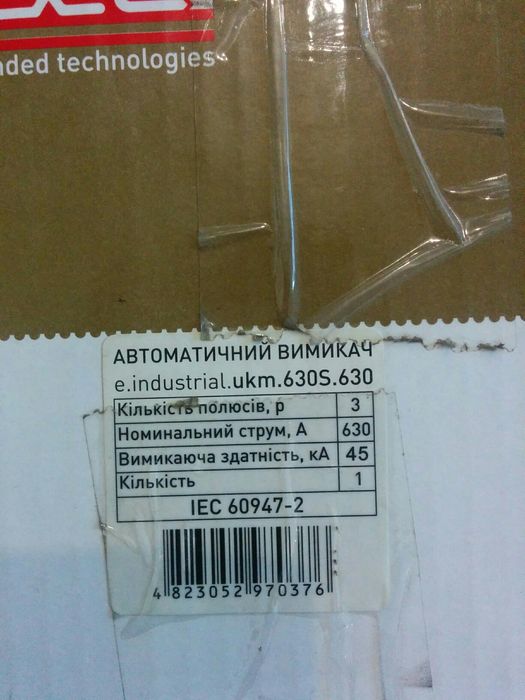 ded technologies
АВТОМАТИЧНИЙ ВИМИКАЧ
e.industrial.ukm.630S.630
Кількість полюсів, р 3
Номинальний струм, А 630
Вимикаюча здатність, кА 45
Кількість 1
IEC 60947-2
4 823052 970376